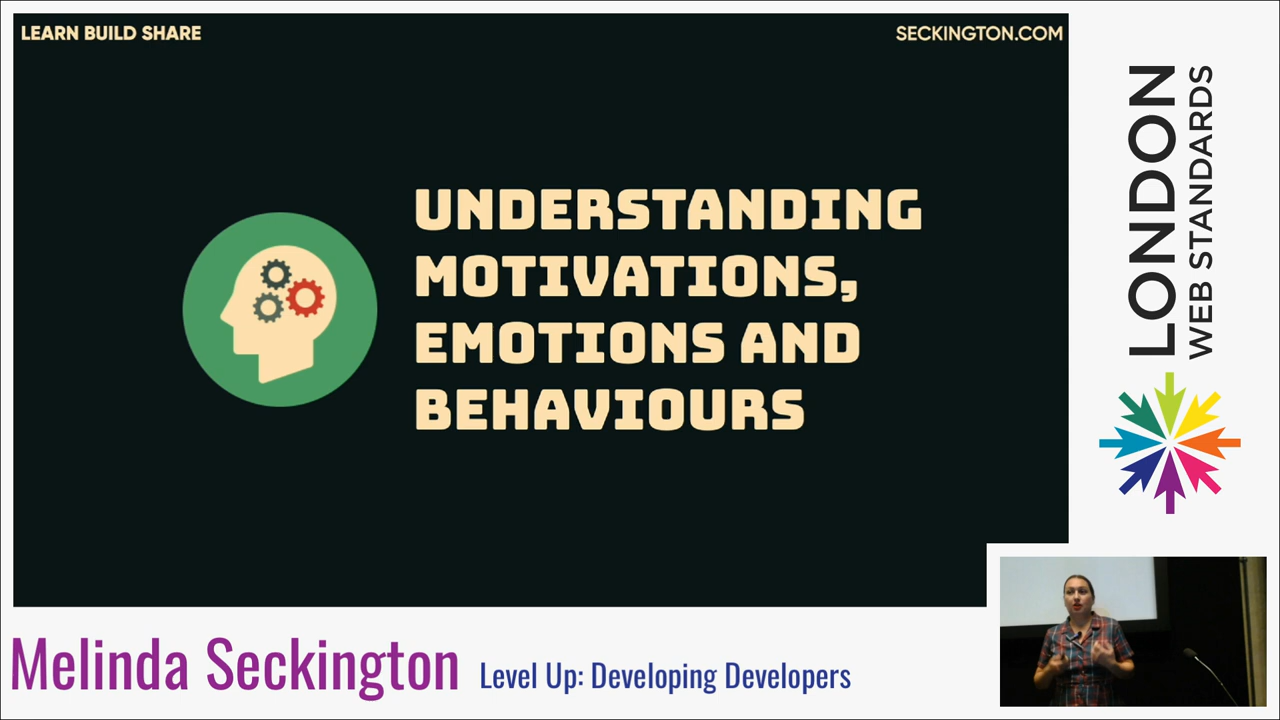 LEARN BUILD SHARE
SECKINGTON.COM
UNDERSTANDING
MOTIVATIONS,
EMOTIONS AND
BEHAVIOURS
LONDON
WEB STANDARDS
Melinda Seckington
Level Up: Developing Developers